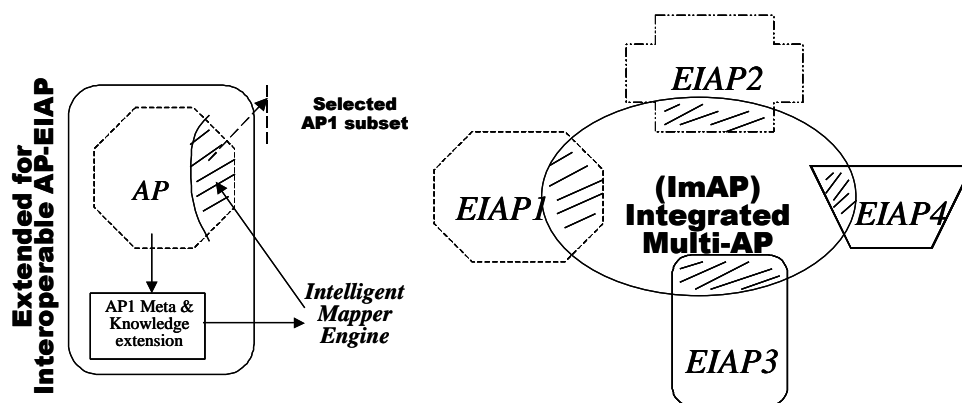 Extended for
Interoperable AP-EIAP
Selected
AP1 subset
AP
AP1 Meta &
Knowledge
extension
Intelligent
Mapper
Engine
EIAP2
EIAP1
(ImAP)
Integrated
Multi-AP
EIAP4
EIAP3